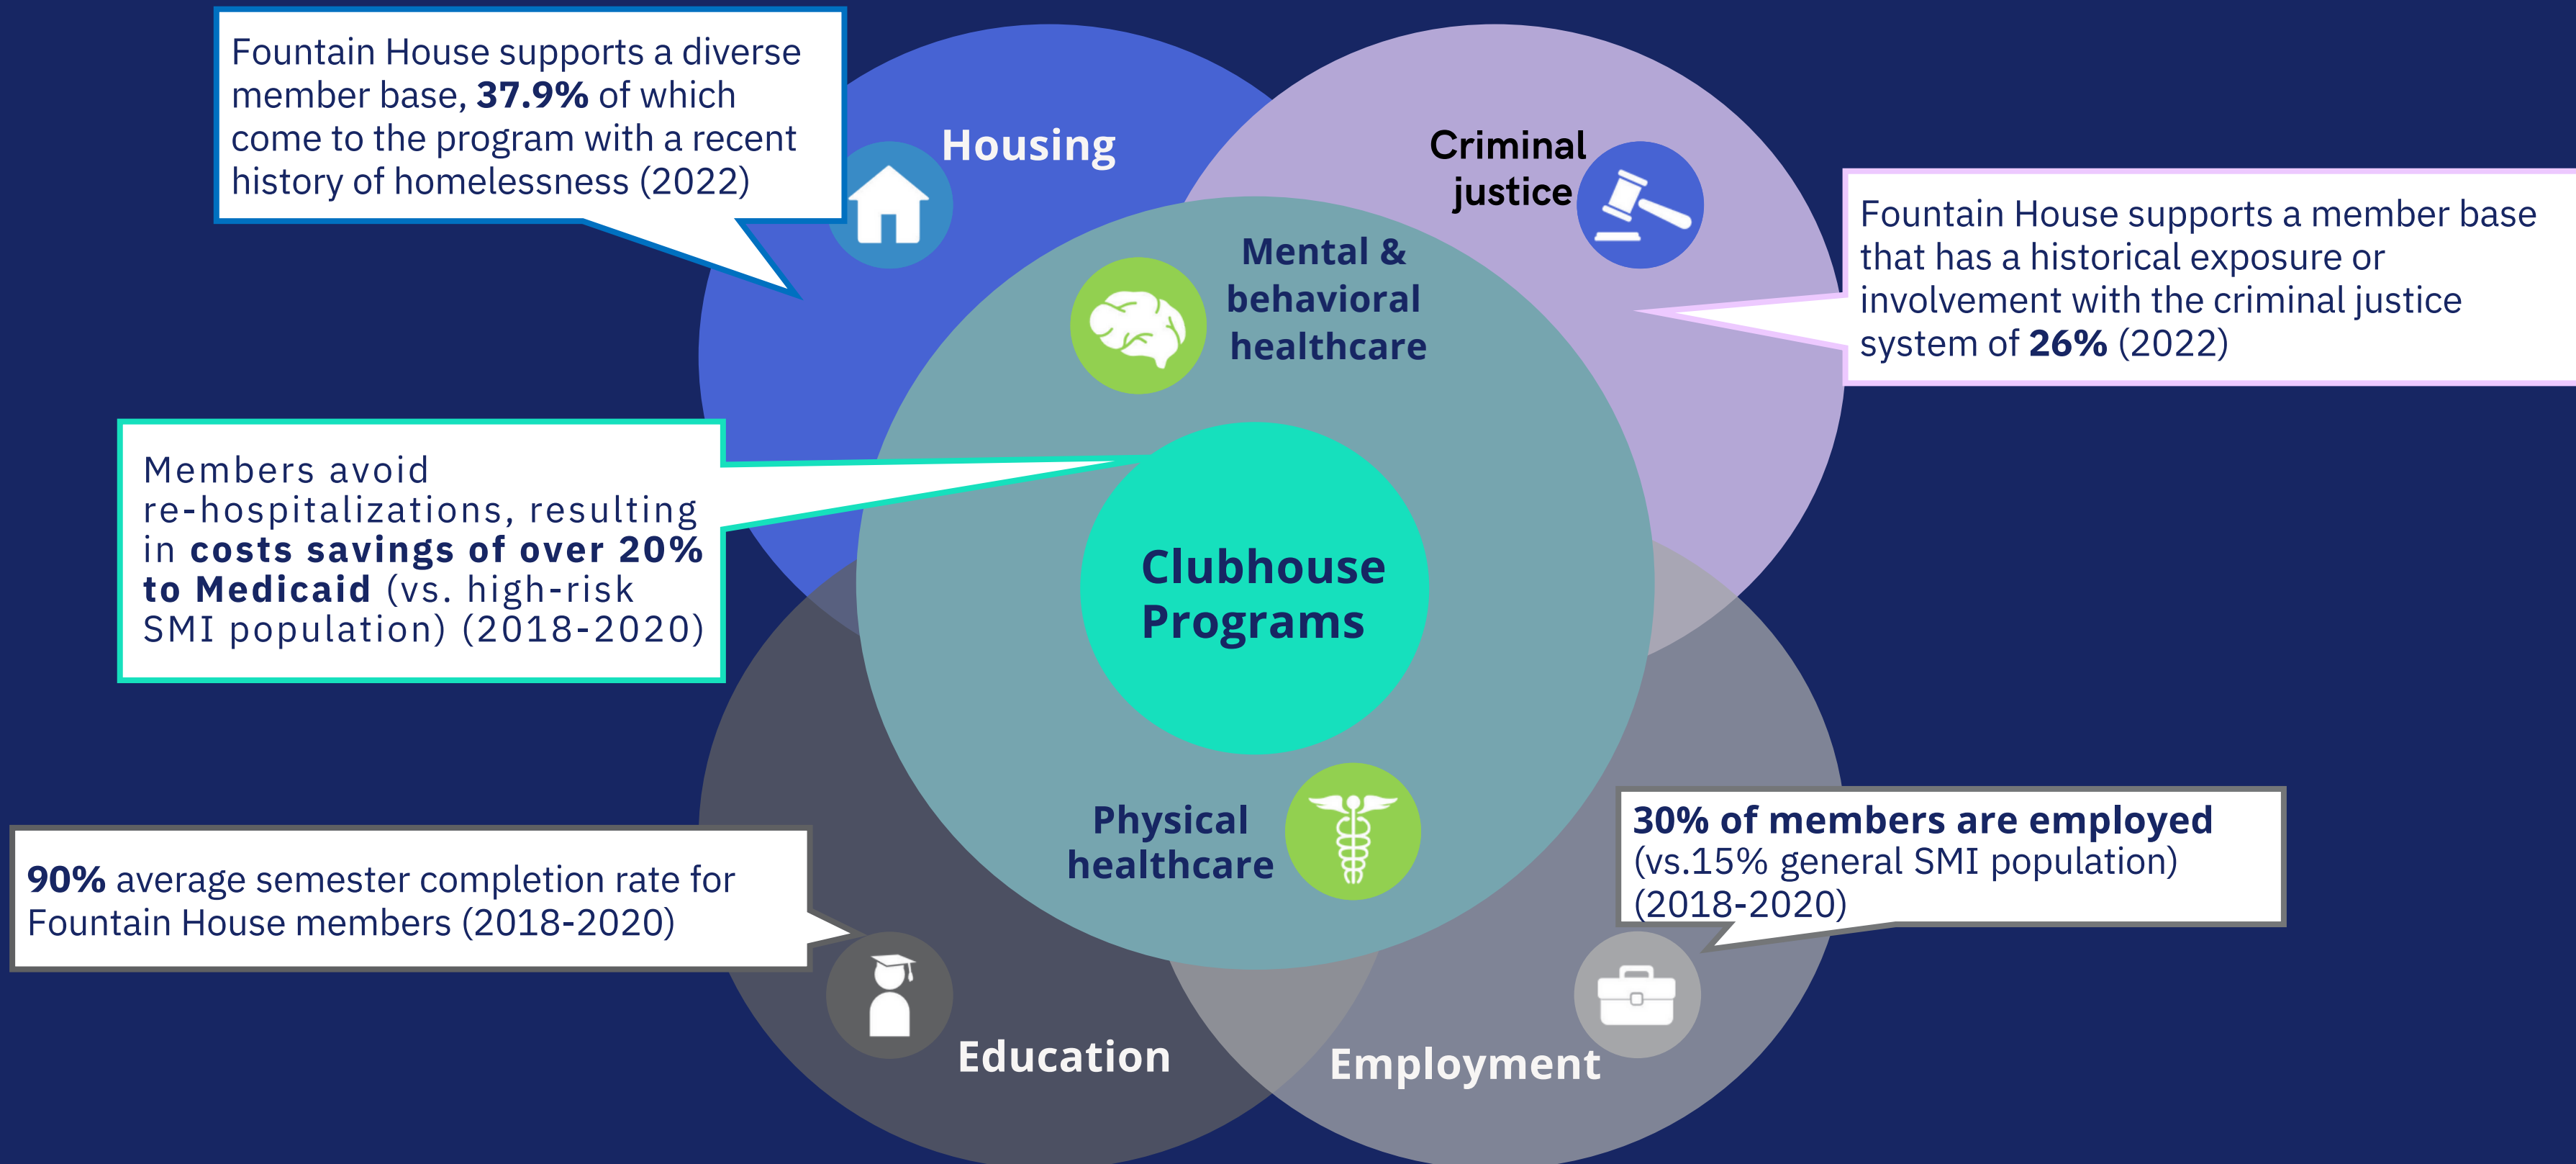 Fountain House supports a diverse
member base, 37.9% of which
come to the program with a recent
history of homelessness (2022)
Housing
Criminal
justice
Fountain House supports a member base
that has a historical exposure or
involvement with the criminal justice
system of 26% (2022)
Mental &
behavioral
healthcare
Members avoid
re-hospitalizations, resulting
in costs savings of over 20%
to Medicaid (vs. high-risk
SMI population) (2018-2020)
Clubhouse
Programs
Physical
healthcare
90% average semester completion rate for
Fountain House members (2018-2020)
30% of members are employed
(vs.15% general SMI population)
(2018-2020)
Education
Employment